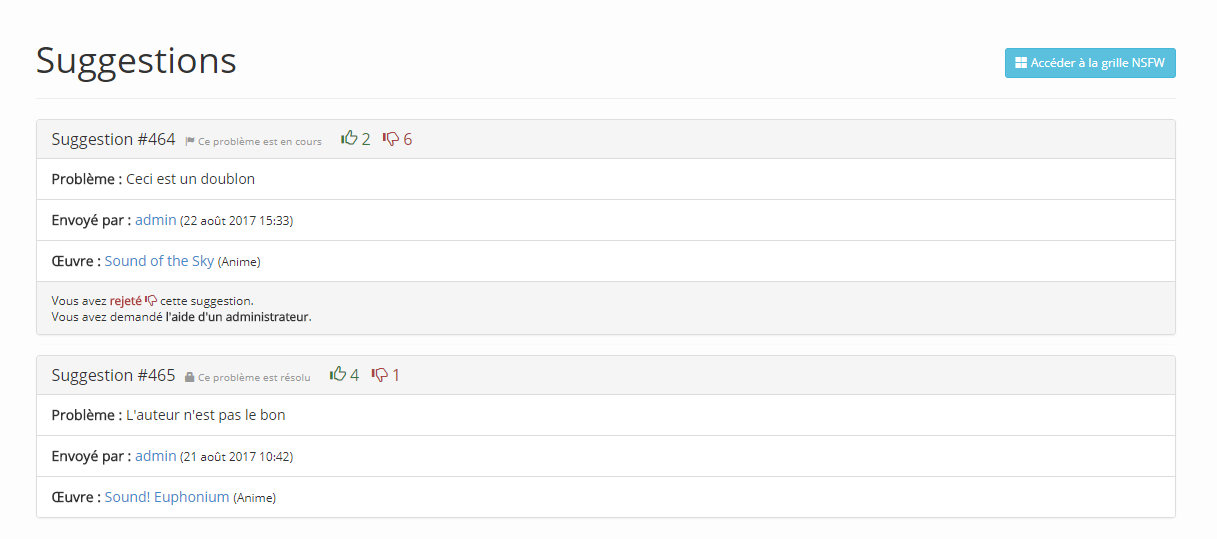 Suggestions
Accéder à la grille NSFW
Suggestion #464 Ce problème est en cours 2 6
Problème : Ceci est un doublon
Envoyé par : admin (22 août 2017 15:33)
Œuvre : Sound of the Sky (Anime)
Vous avez rejeté cette suggestion.
Vous avez demandé l'aide d'un administrateur.
Suggestion #465 Ce problème est résolu 4 1
Problème : L'auteur n'est pas le bon
Envoyé par : admin (21 août 2017 10:42)
Œuvre : Sound! Euphonium (Anime)